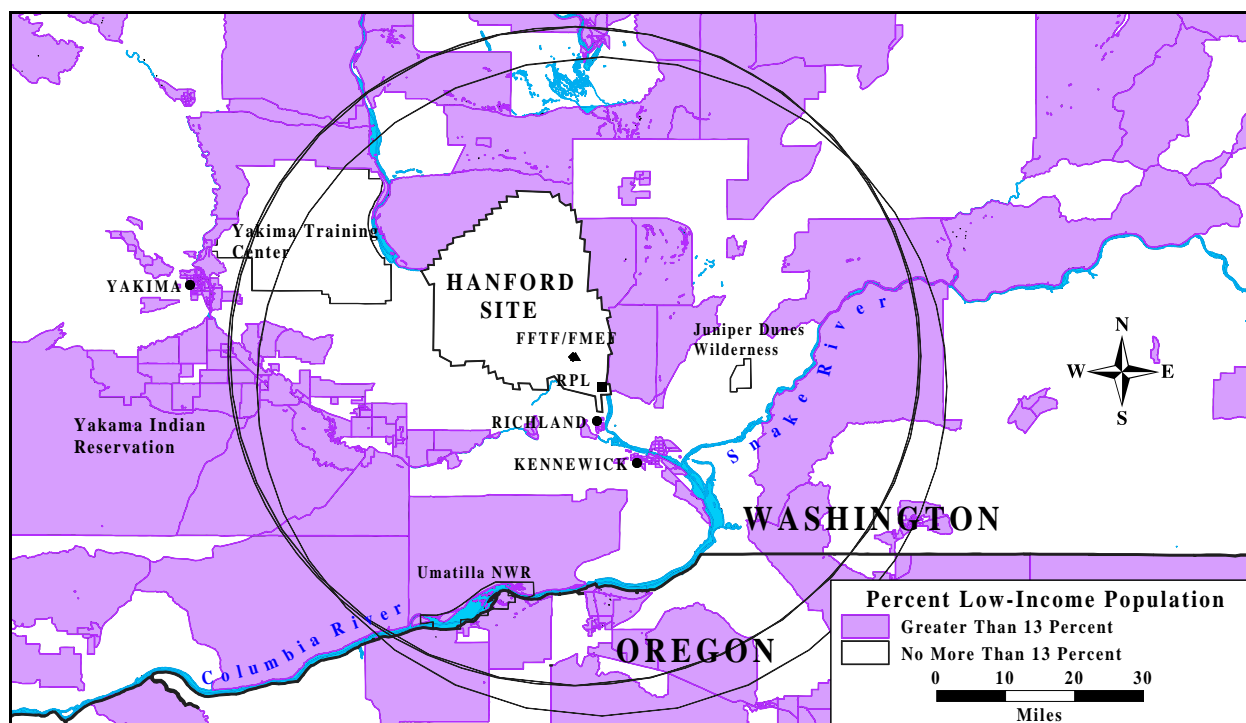 Yakima Training
Center
YAKIMA
HANFORD
SITE
FFTF/FMEF
RPL
Juniper Dunes
Wilderness
Snake River
N
W E
S
Yakama Indian
Reservation
RICHLAND
KENNEWICK
WASHINGTON
Umatilla NWR
Columbia River
OREGON
Percent Low-Income Population
Greater Than 13 Percent
No More Than 13 Percent
0 10 20 30
Miles